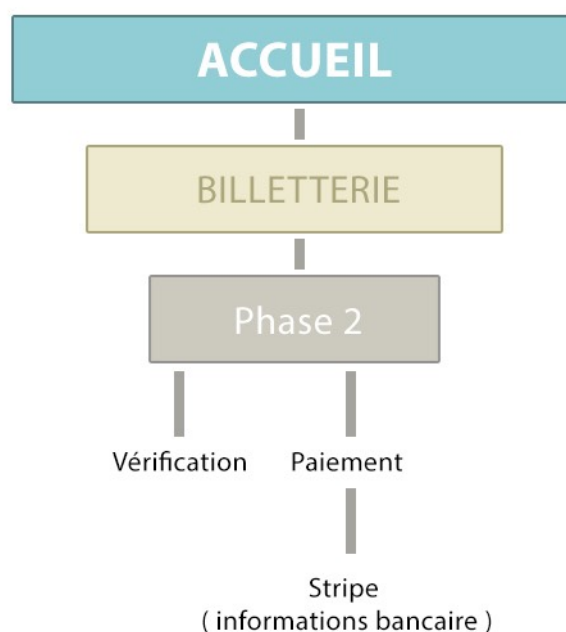 ACCUEIL
BILLETTERIE
Phase 2
Vérification Paiement
Stripe
( informations bancaire )